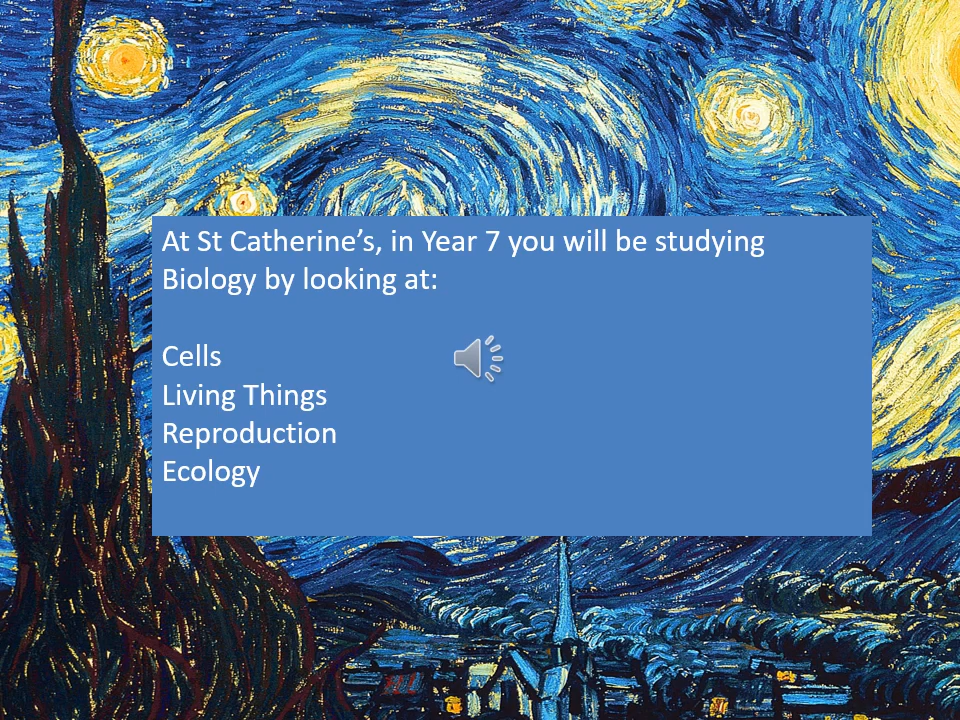 At St Catherine’s, in Year 7 you will be studying
Biology by looking at:
Cells
Living Things
Reproduction
Ecology